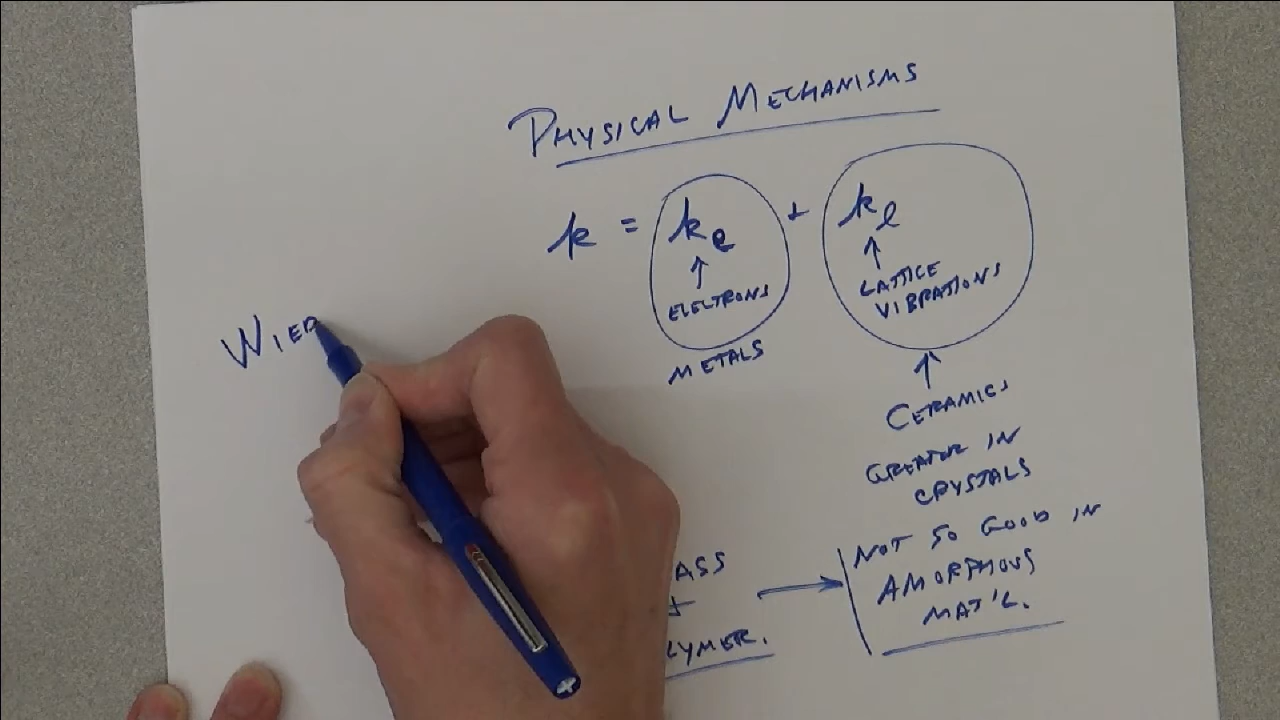 PHYSICAL MECHANISMS
k = ke + kl
↑ ELECTRONS
↑ LATTICE
VIBRATIONS
METALS
↑
CERAMICS
GREATER IN
CRYSTALS
WIED
NOT SO GOOD IN
AMORPHOUS
MAT'L.
ASS
+
LYMER.
→